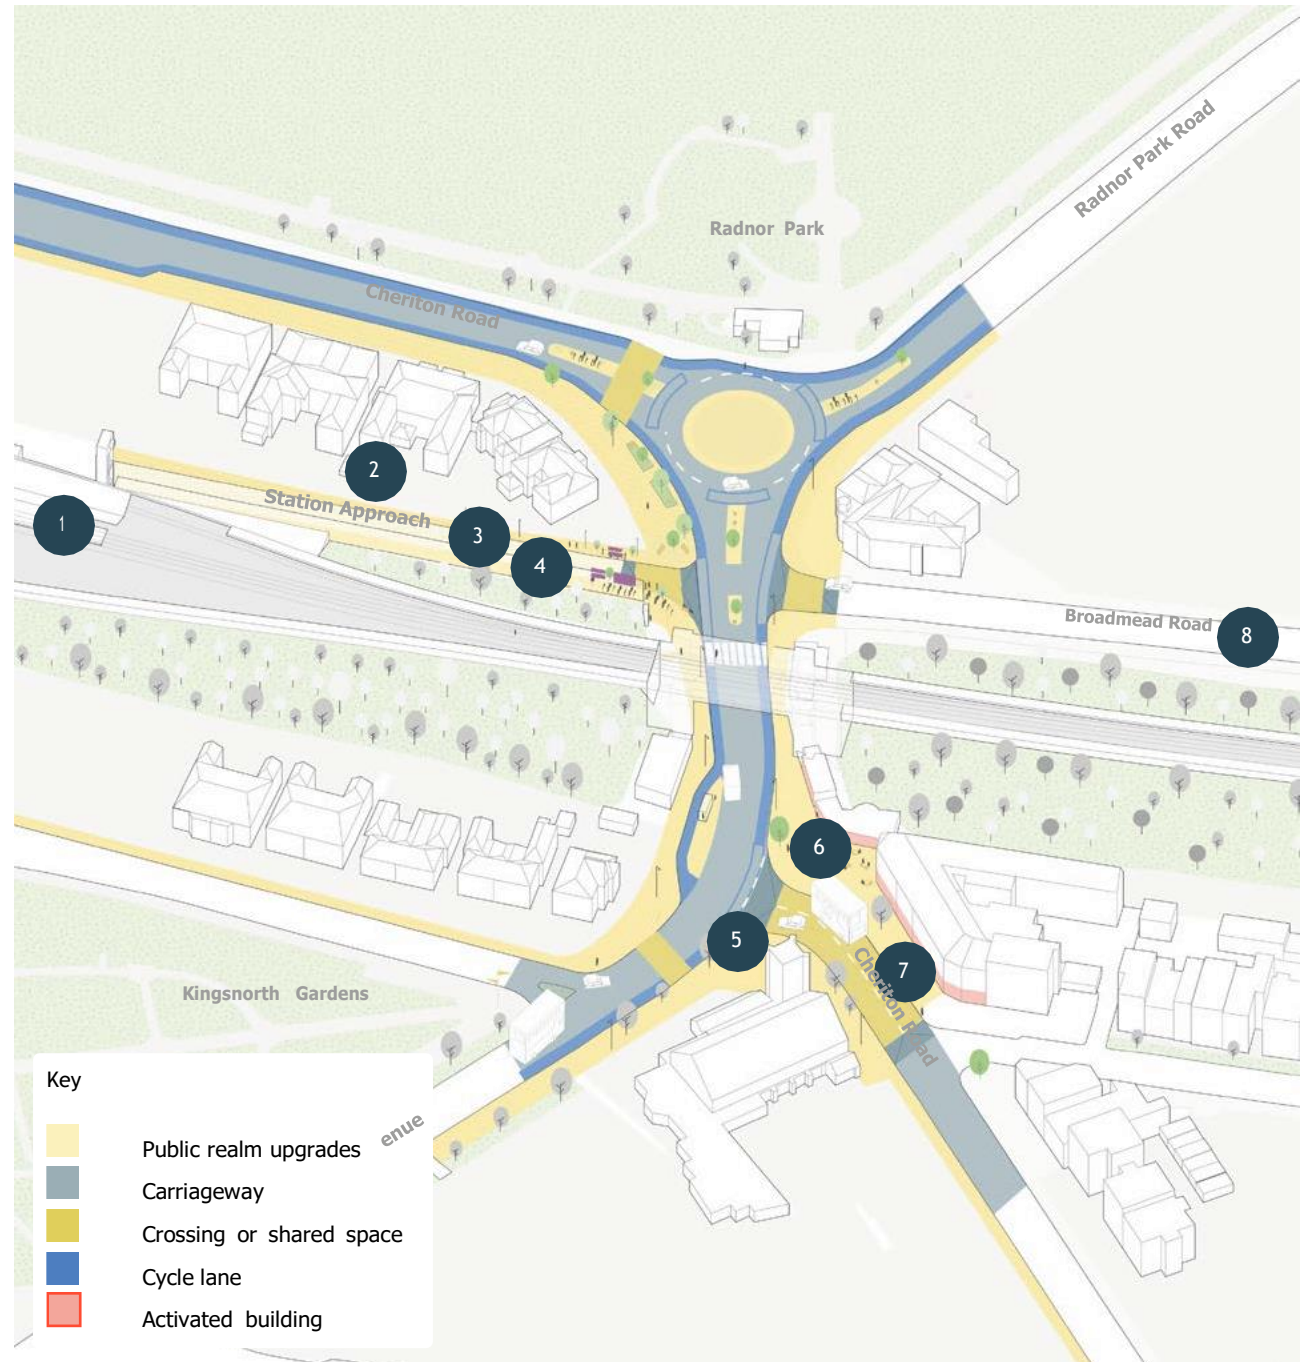 Radnor Park Road
Radnor Park
Cheriton Road
2
Station Approach
1
3
4
Broadmead Road
8
6
5
7
Cheriton Road
Kingsnorth Gardens
Key
enue
Public realm upgrades
Carriageway
Crossing or shared space
Cycle lane
Activated building